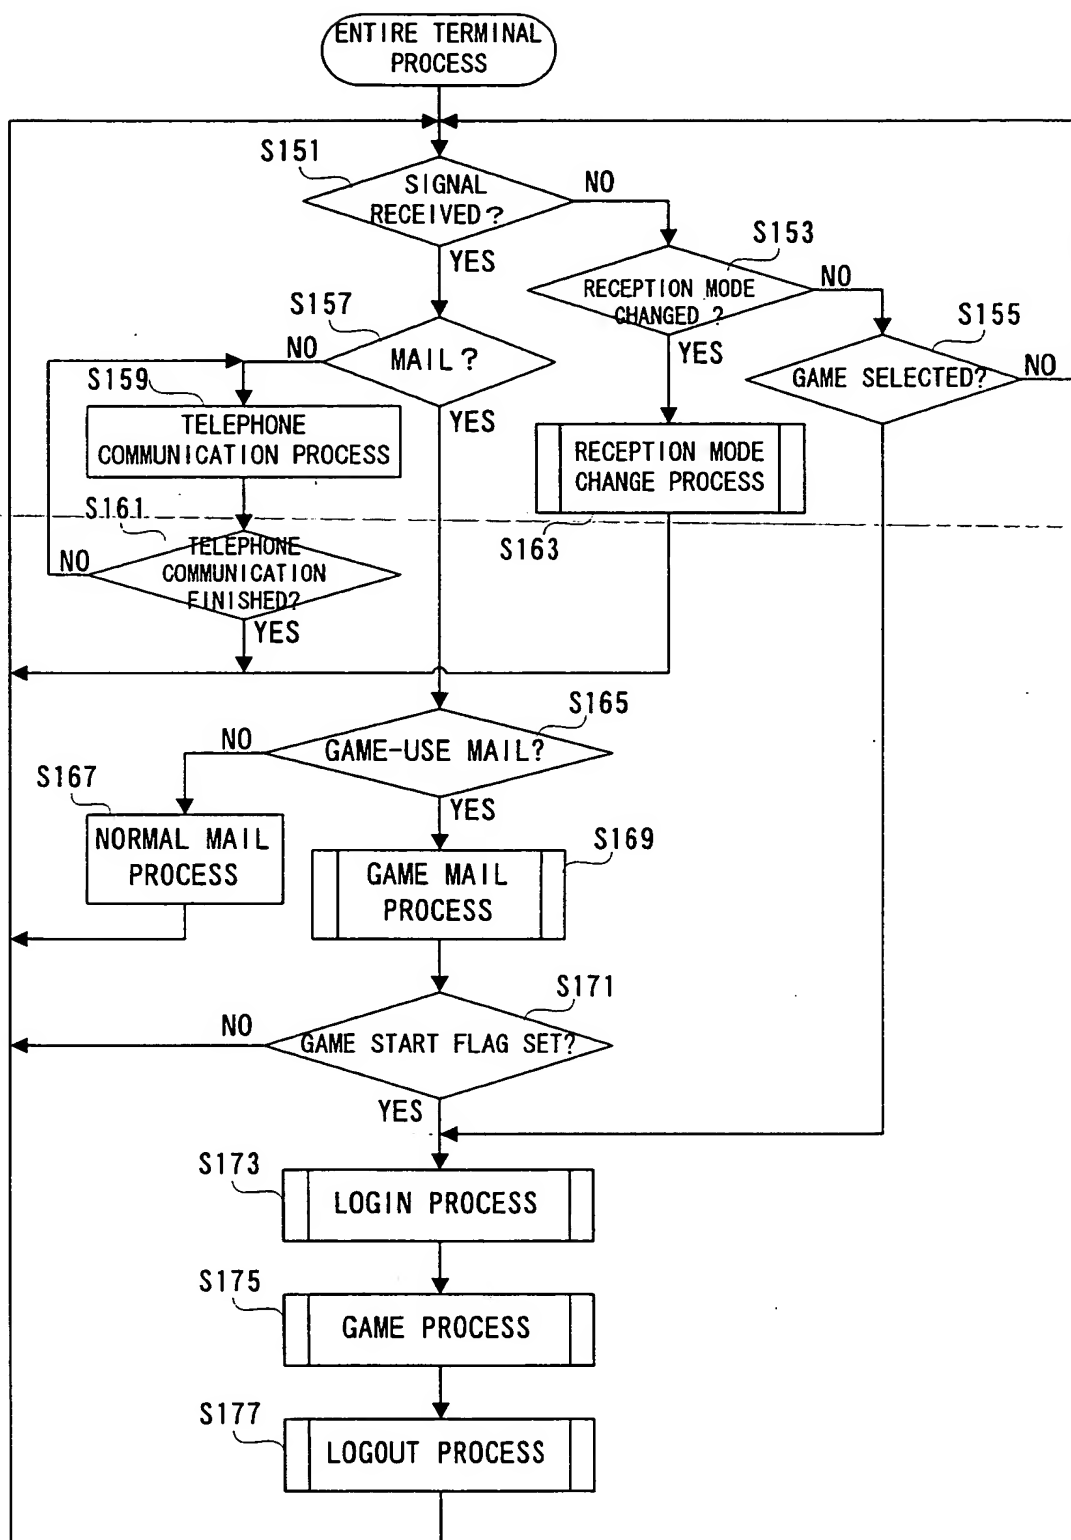 ENTIRE TERMINAL
PROCESS
S151
SIGNAL
RECEIVED?
NO
YES
S153
RECEPTION MODE
CHANGED ?
NO
YES
S155
GAME SELECTED?
NO
S157
MAIL?
NO
YES
S159
TELEPHONE
COMMUNICATION PROCESS
RECEPTION MODE
CHANGE PROCESS
S163
S161
TELEPHONE
COMMUNICATION
FINISHED?
NO
YES
S165
GAME-USE MAIL?
NO
YES
S167
NORMAL MAIL
PROCESS
S169
GAME MAIL
PROCESS
S171
GAME START FLAG SET?
NO
YES
S173
LOGIN PROCESS
S175
GAME PROCESS
S177
LOGOUT PROCESS